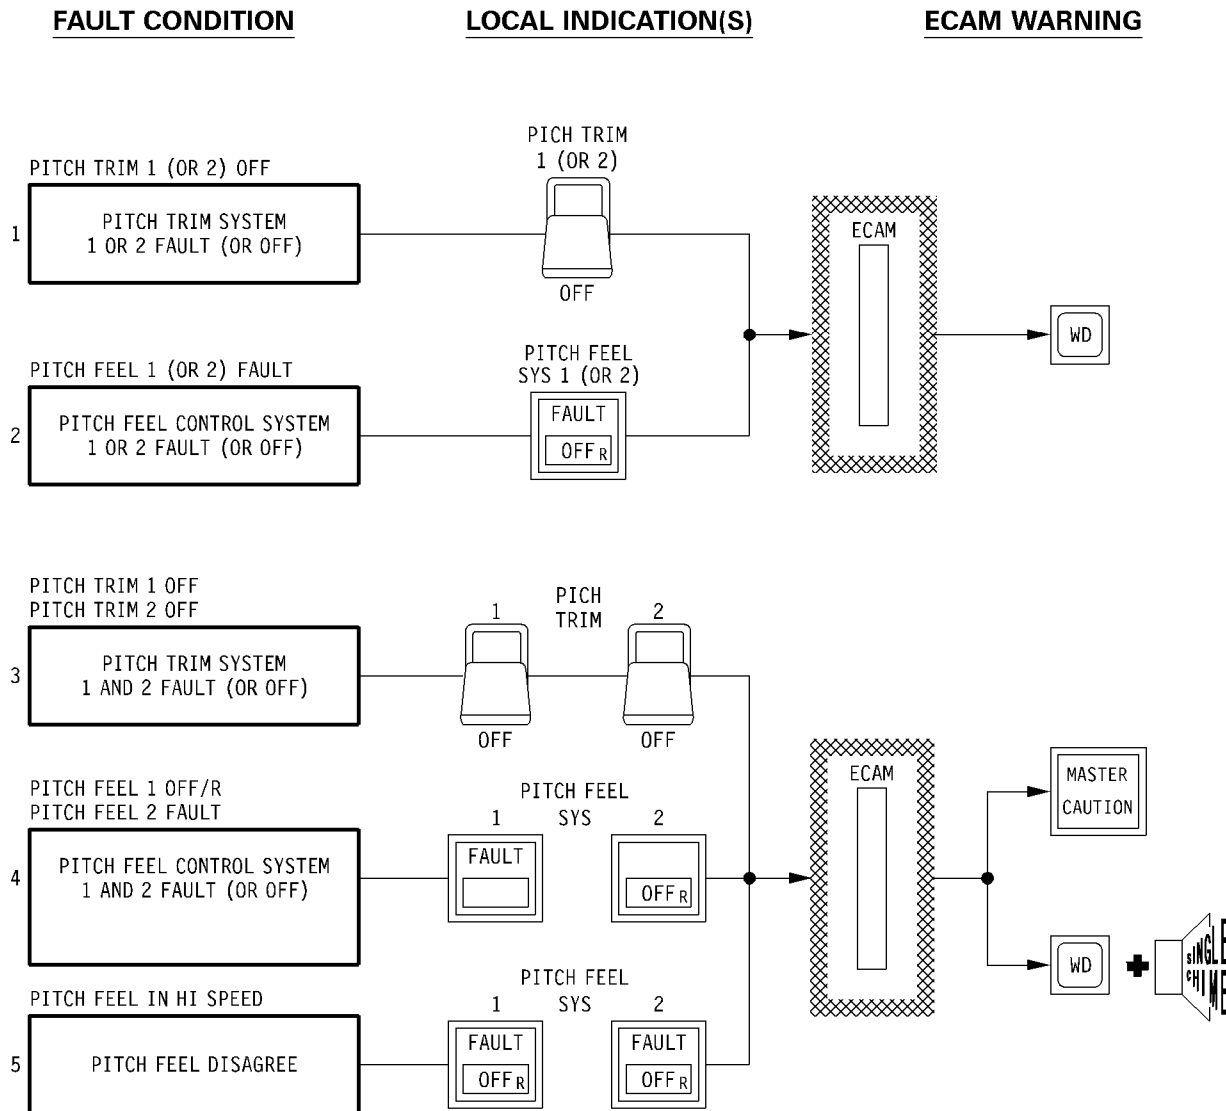 FAULT CONDITION
LOCAL INDICATION(S)
ECAM WARNING
PITCH TRIM 1 (OR 2) OFF
1
PITCH TRIM SYSTEM
1 OR 2 FAULT (OR OFF)
PICH TRIM
1 (OR 2)
OFF
PITCH FEEL 1 (OR 2) FAULT
2
PITCH FEEL CONTROL SYSTEM
1 OR 2 FAULT (OR OFF)
PITCH FEEL
SYS 1 (OR 2)
FAULT
OFF R
ECAM
WD
PITCH TRIM 1 OFF
PITCH TRIM 2 OFF
3
PITCH TRIM SYSTEM
1 AND 2 FAULT (OR OFF)
1
PICH
TRIM
2
OFF
OFF
PITCH FEEL 1 OFF/R
PITCH FEEL 2 FAULT
4
PITCH FEEL CONTROL SYSTEM
1 AND 2 FAULT (OR OFF)
PITCH FEEL
1 SYS 2
FAULT
OFF R
PITCH FEEL IN HI SPEED
5
PITCH FEEL DISAGREE
PITCH FEEL
1 SYS 2
FAULT
OFF R
FAULT
OFF R
ECAM
MASTER
CAUTION
WD
SINGLE
CHIME